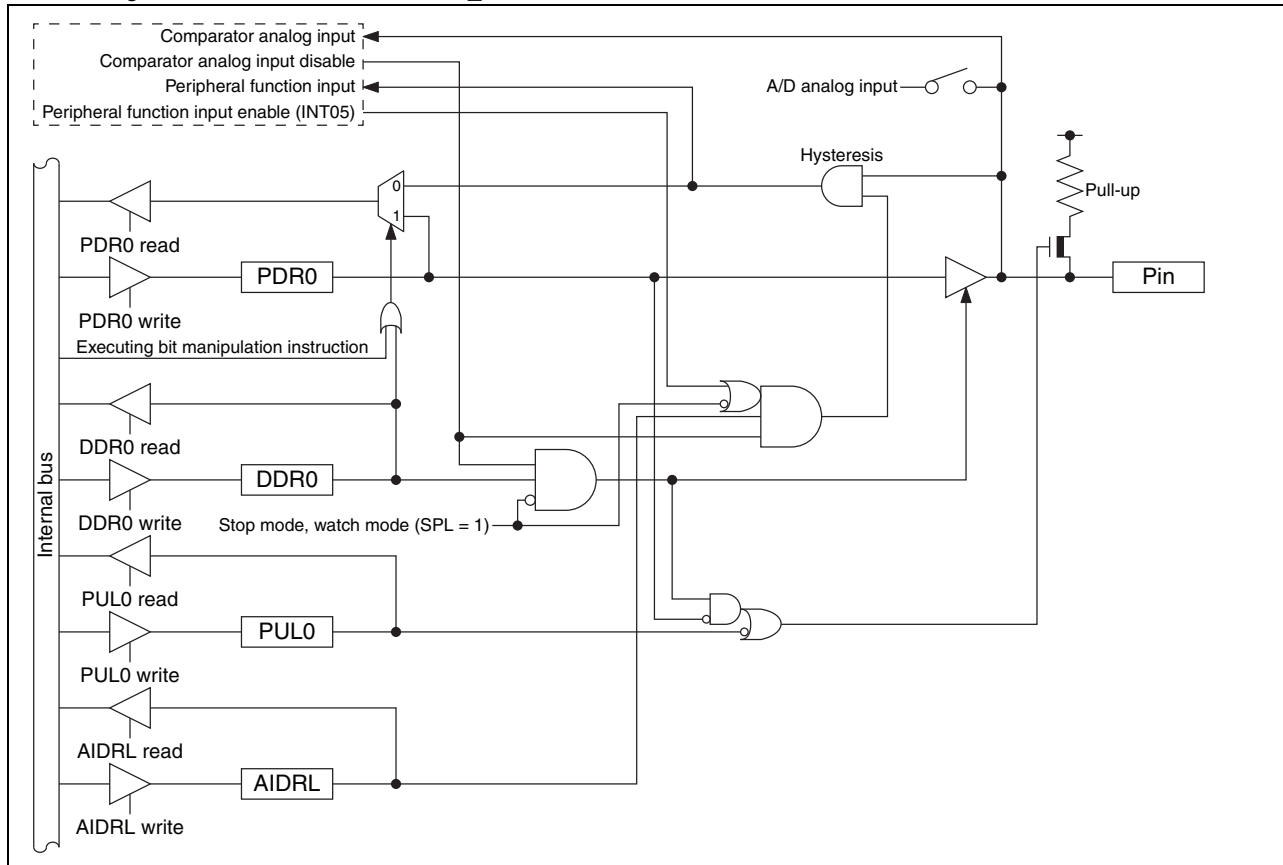 Comparator analog input
Comparator analog input disable
Peripheral function input
A/D analog input
Peripheral function input enable (INT05)
Hysteresis
0
Pull-up
1
PDR0 read
PDR0
Pin
PDR0 write
Executing bit manipulation instruction
DDR0 read
DDR0
DDR0 write
Stop mode, watch mode (SPL = 1)
Internal bus
PUL0 read
PUL0
PUL0 write
AIDRL read
AIDRL
AIDRL write